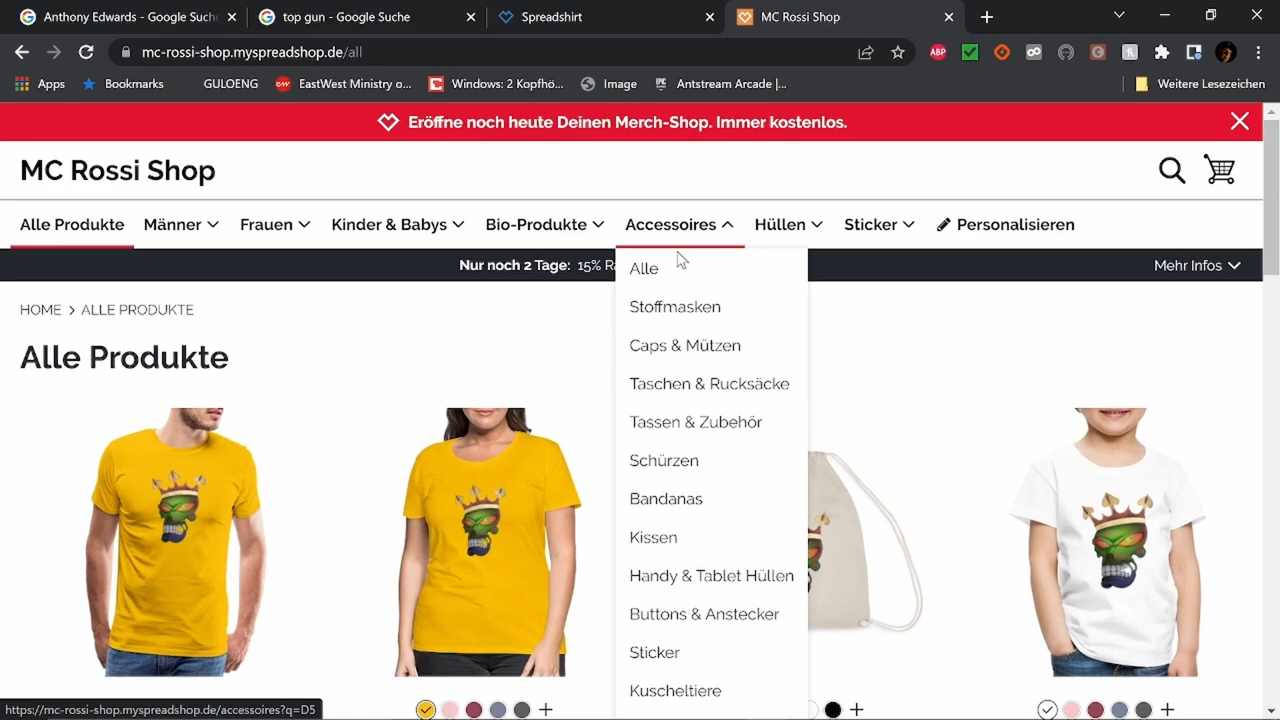 Anthony Edwards - Google Suche
top gun - Google Suche
Spreadshirt
MC Rossi Shop
mc-rossi-shop.myspreadshop.de/all
ABP
Apps
Bookmarks
GULOENG
EastWest Ministry o...
Windows: 2 Kopfhö...
Image
Antstream Arcade |...
Weitere Lesezeichen
Eröffne noch heute Deinen Merch-Shop. Immer kostenlos.
MC Rossi Shop
Alle Produkte
Männer
Frauen
Kinder & Babys
Bio-Produkte
Accessoires
Hüllen
Sticker
Personalisieren
Nur noch 2 Tage: 15%
Mehr Infos
Alle
HOME > ALLE PRODUKTE
Stoffmasken
Alle Produkte
Caps & Mützen
Taschen & Rucksäcke
Tassen & Zubehör
Schürzen
Bandanas
Kissen
Handy & Tablet Hüllen
Buttons & Anstecker
Sticker
Kuscheltiere
https://mc-rossi-shop.myspreadshop.de/accessoires?q=D5